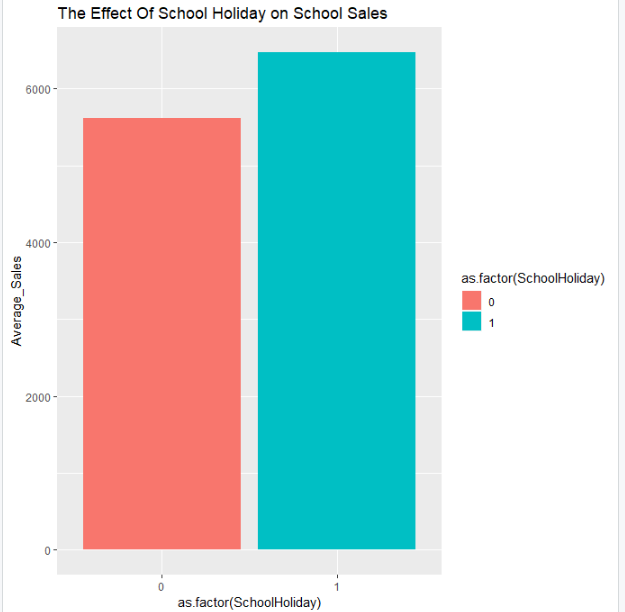 The Effect Of School Holiday on School Sales
6000
4000
2000
0
Average_Sales
0
1
as.factor(SchoolHoliday)
as.factor(SchoolHoliday)
0
1